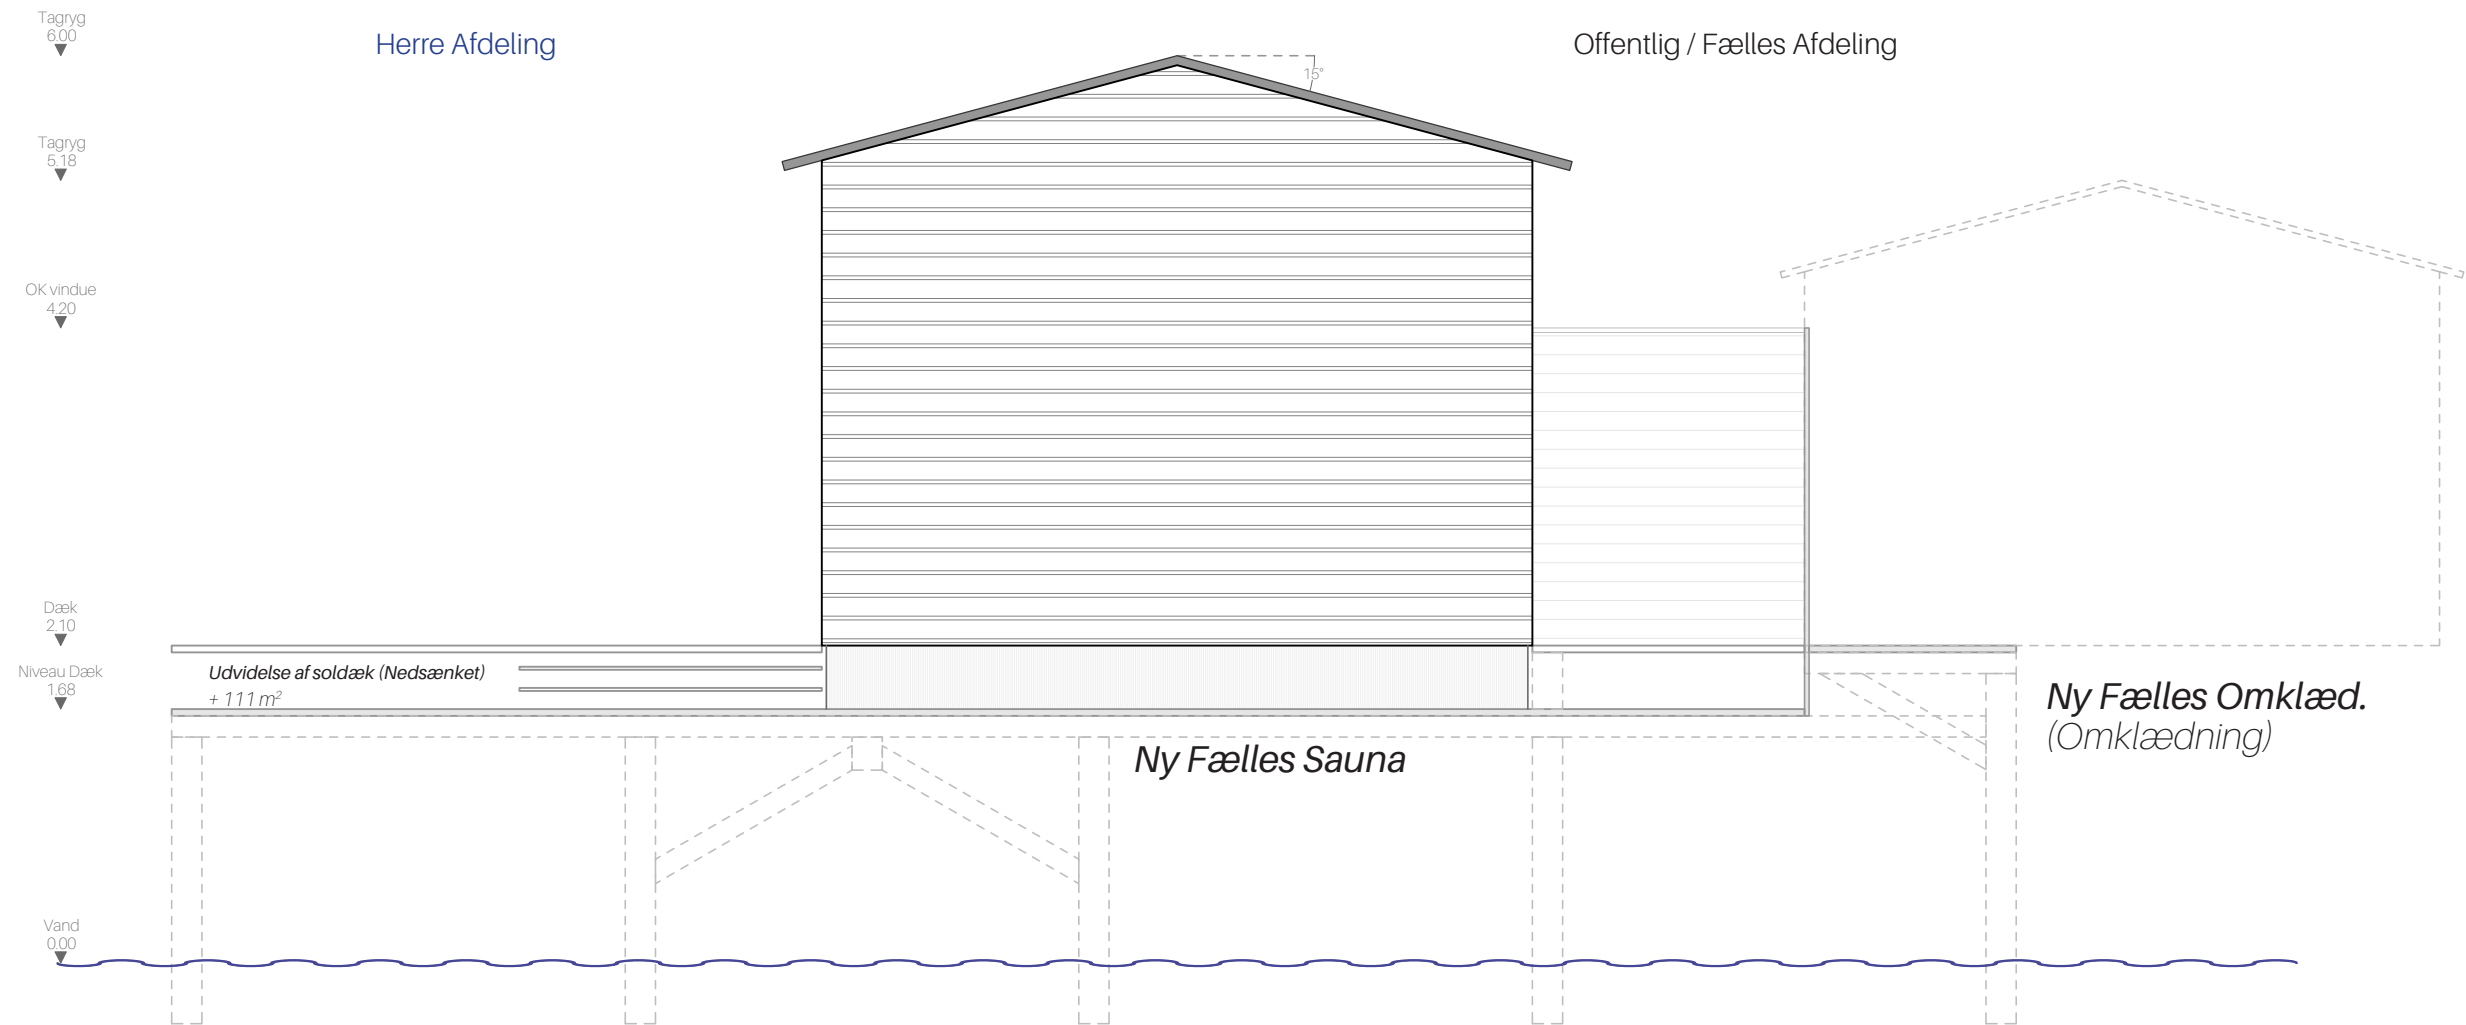 Tagryg
6.00
Herre Afdeling
Offentlig / Fælles Afdeling
15°
Tagryg
5.18
OK vindue
4.20
Dæk
2.10
Niveau Dæk
1.68
Udvidelse af soldæk (Nedsænket)
+ 111 m²
Ny Fælles Omklæd.
(Omklædning)
Ny Fælles Sauna
Vand
0.00